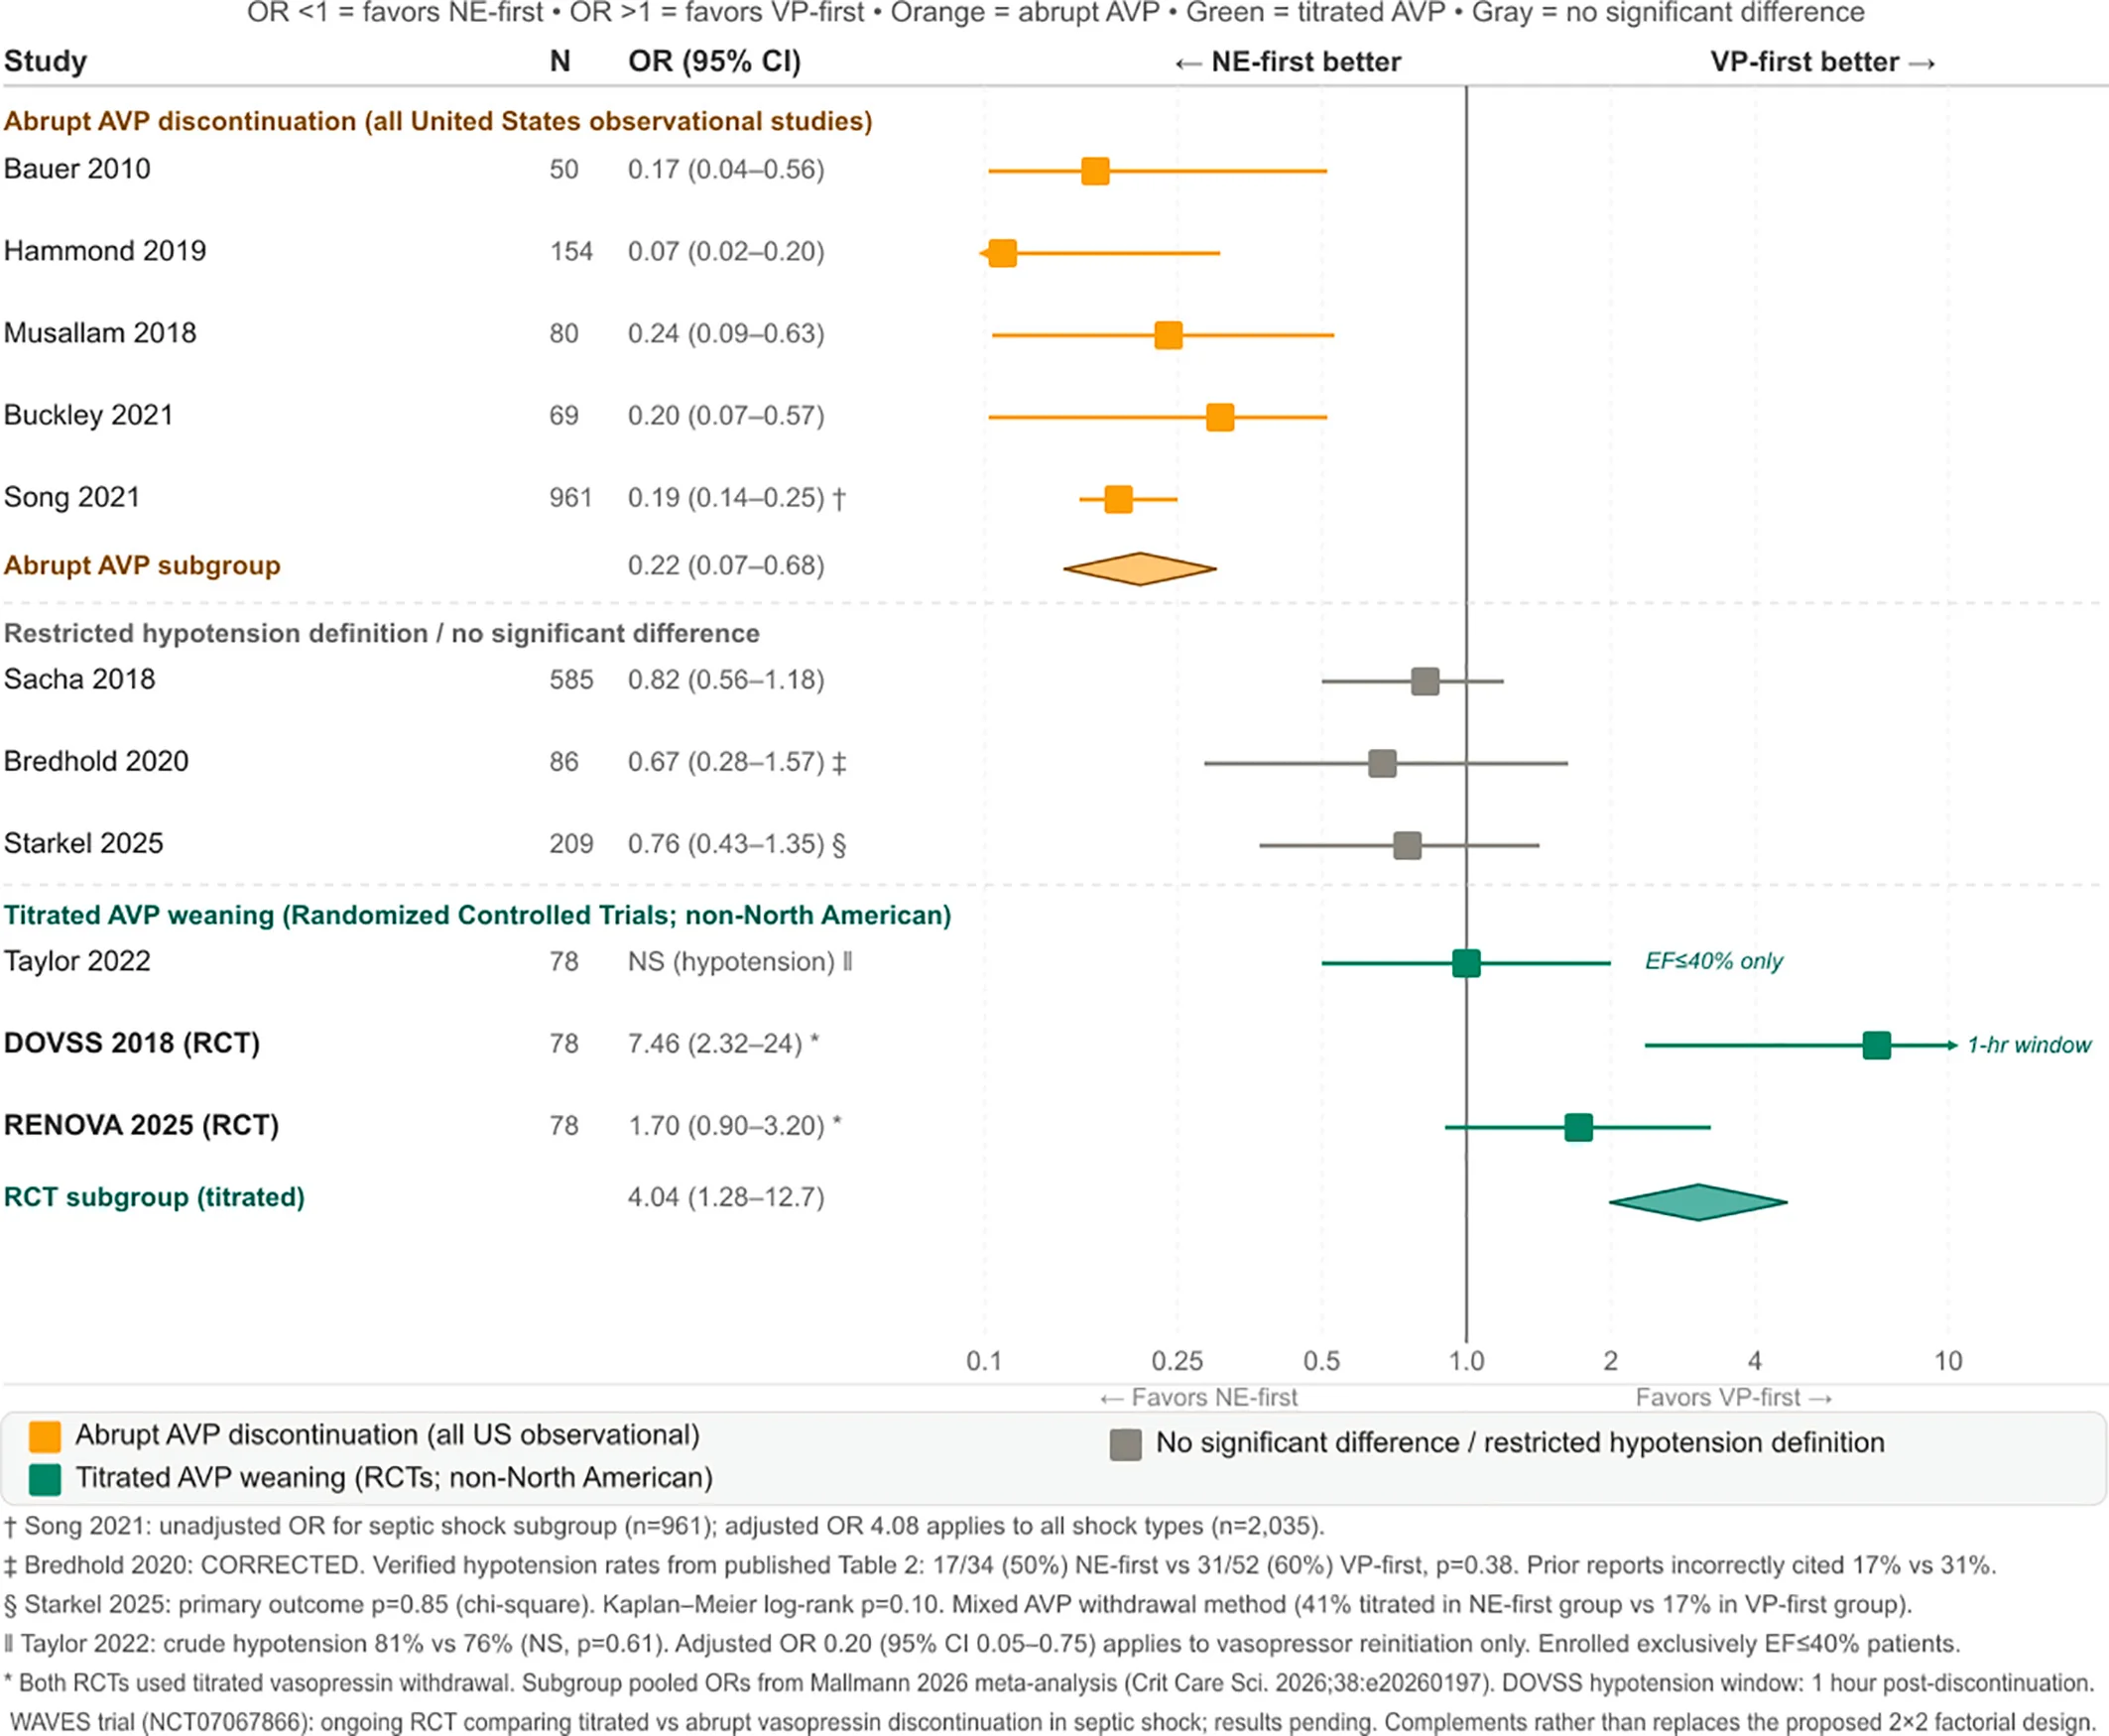 OR <1 = favors NE-first • OR >1 = favors VP-first • Orange = abrupt AVP • Green = titrated AVP • Gray = no significant difference
Study N OR (95% CI) ← NE-first better VP-first better →
Abrupt AVP discontinuation (all United States observational studies)
Bauer 2010 50 0.17 (0.04–0.56)
Hammond 2019 154 0.07 (0.02–0.20)
Musallam 2018 80 0.24 (0.09–0.63)
Buckley 2021 69 0.20 (0.07–0.57)
Song 2021 961 0.19 (0.14–0.25) †
Abrupt AVP subgroup 0.22 (0.07–0.68)
Restricted hypotension definition / no significant difference
Sacha 2018 585 0.82 (0.56–1.18)
Bredhold 2020 86 0.67 (0.28–1.57) ‡
Starkel 2025 209 0.76 (0.43–1.35) §
Titrated AVP weaning (Randomized Controlled Trials; non-North American)
Taylor 2022 78 NS (hypotension) ‖ EF≤40% only
DOVSS 2018 (RCT) 78 7.46 (2.32–24) * 1-hr window
RENOVA 2025 (RCT) 78 1.70 (0.90–3.20) *
RCT subgroup (titrated) 4.04 (1.28–12.7)
0.1 0.25 0.5 1.0 2 4 10
← Favors NE-first Favors VP-first →
Abrupt AVP discontinuation (all US observational)
No significant difference / restricted hypotension definition
Titrated AVP weaning (RCTs; non-North American)
† Song 2021: unadjusted OR for septic shock subgroup (n=961); adjusted OR 4.08 applies to all shock types (n=2,035).
‡ Bredhold 2020: CORRECTED. Verified hypotension rates from published Table 2: 17/34 (50%) NE-first vs 31/52 (60%) VP-first, p=0.38. Prior reports incorrectly cited 17% vs 31%.
§ Starkel 2025: primary outcome p=0.85 (chi-square). Kaplan–Meier log-rank p=0.10. Mixed AVP withdrawal method (41% titrated in NE-first group vs 17% in VP-first group).
‖ Taylor 2022: crude hypotension 81% vs 76% (NS, p=0.61). Adjusted OR 0.20 (95% CI 0.05–0.75) applies to vasopressor reinitiation only. Enrolled exclusively EF≤40% patients.
* Both RCTs used titrated vasopressin withdrawal. Subgroup pooled ORs from Mallmann 2026 meta-analysis (Crit Care Sci. 2026;38:e20260197). DOVSS hypotension window: 1 hour post-discontinuation.
WAVES trial (NCT07067866): ongoing RCT comparing titrated vs abrupt vasopressin discontinuation in septic shock; results pending. Complements rather than replaces the proposed 2×2 factorial design.